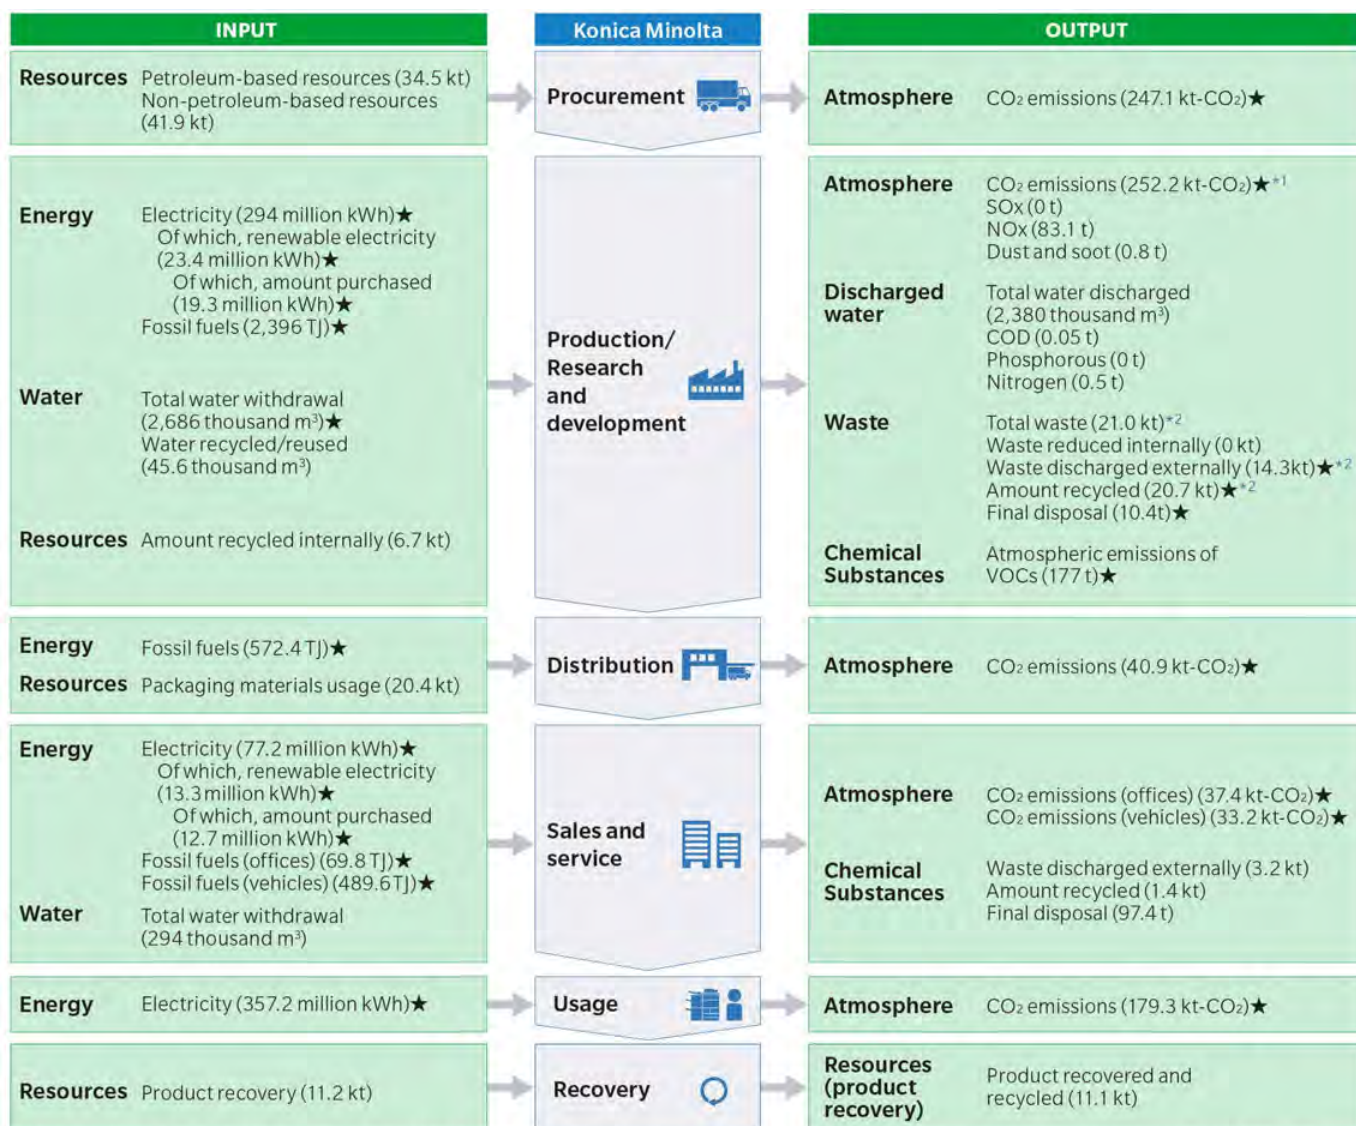 INPUT
Konica Minolta
OUTPUT
Resources Petroleum-based resources (34.5 kt)
Non-petroleum-based resources
(41.9 kt)
Procurement
Atmosphere CO₂ emissions (247.1 kt-CO₂)★
Energy Electricity (294 million kWh)★
Of which, renewable electricity
(23.4 million kWh)★
Of which, amount purchased
(19.3 million kWh)★
Fossil fuels (2,396 TJ)★
Water Total water withdrawal
(2,686 thousand m³)★
Water recycled/reused
(45.6 thousand m³)
Resources Amount recycled internally (6.7 kt)
Production/
Research
and
development
Atmosphere CO₂ emissions (252.2 kt-CO₂)★*1
SOx (0 t)
NOx (83.1 t)
Dust and soot (0.8 t)
Discharged Total water discharged
water (2,380 thousand m³)
COD (0.05 t)
Phosphorous (0 t)
Nitrogen (0.5 t)
Waste Total waste (21.0 kt)*2
Waste reduced internally (0 kt)
Waste discharged externally (14.3kt)★*2
Amount recycled (20.7 kt)★*2
Final disposal (10.4t)★
Chemical Atmospheric emissions of
Substances VOCs (177 t)★
Energy Fossil fuels (572.4 TJ)★
Resources Packaging materials usage (20.4 kt)
Distribution
Atmosphere CO₂ emissions (40.9 kt-CO₂)★
Energy Electricity (77.2 million kWh)★
Of which, renewable electricity
(13.3 million kWh)★
Of which, amount purchased
(12.7 million kWh)★
Fossil fuels (offices) (69.8 TJ)★
Fossil fuels (vehicles) (489.6 TJ)★
Water Total water withdrawal
(294 thousand m³)
Sales and
service
Atmosphere CO₂ emissions (offices) (37.4 kt-CO₂)★
CO₂ emissions (vehicles) (33.2 kt-CO₂)★
Chemical Waste discharged externally (3.2 kt)
Substances Amount recycled (1.4 kt)
Final disposal (97.4 t)
Energy Electricity (357.2 million kWh)★
Usage
Atmosphere CO₂ emissions (179.3 kt-CO₂)★
Resources Product recovery (11.2 kt)
Recovery
Resources
(product
recovery)
Product recovered and
recycled (11.1 kt)